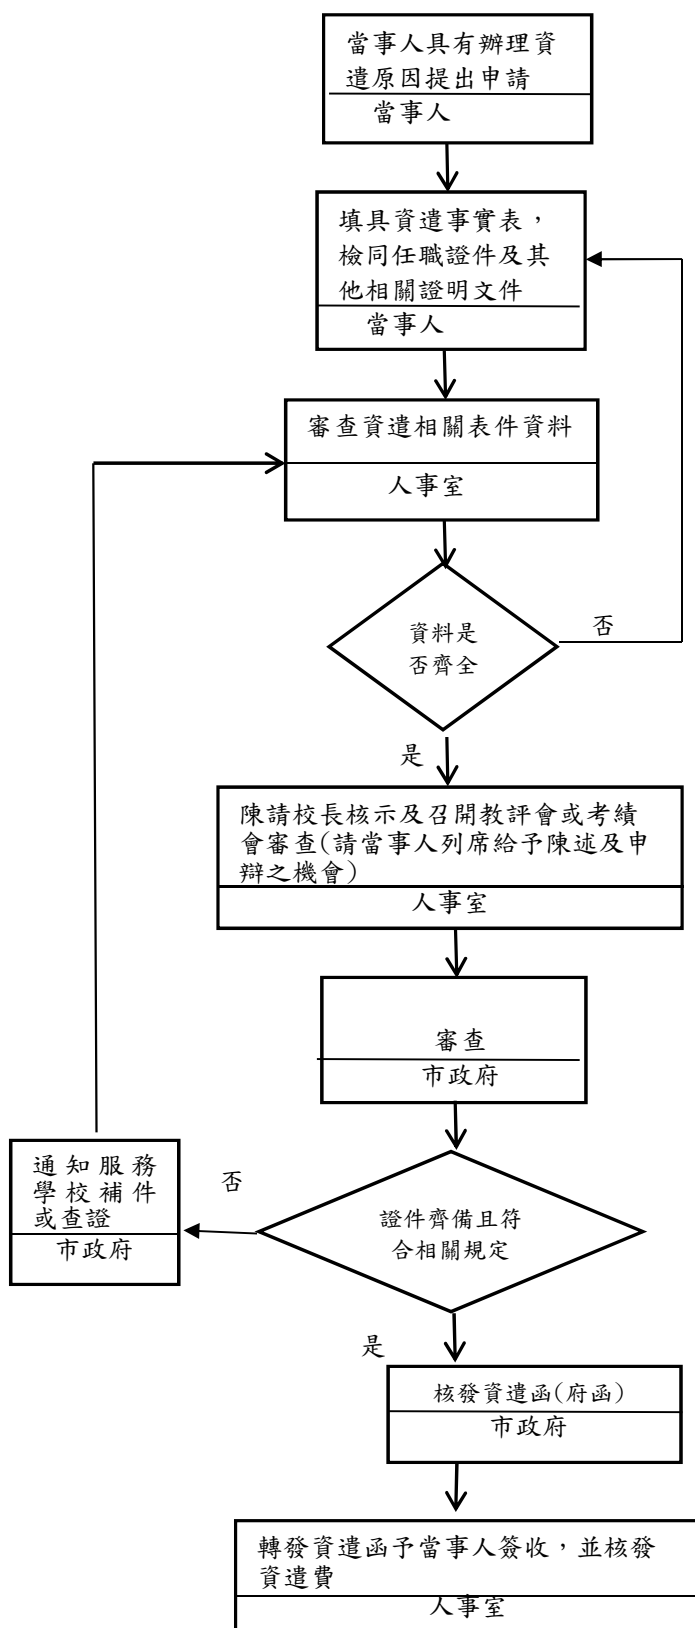 當事人具有辦理資
遣原因提出申請
當事人
填具資遣事實表，
檢同任職證件及其
他相關證明文件
當事人
審查資遣相關表件資料
人事室
資料是
否齊全
否
是
陳請校長核示及召開教評會或考績
會審查(請當事人列席給予陳述及申
辯之機會)
人事室
審查
市政府
通知服務
學校補件
或查證
市政府
否
證件齊備且符
合相關規定
是
核發資遣函(府函)
市政府
轉發資遣函予當事人簽收，並核發
資遣費
人事室